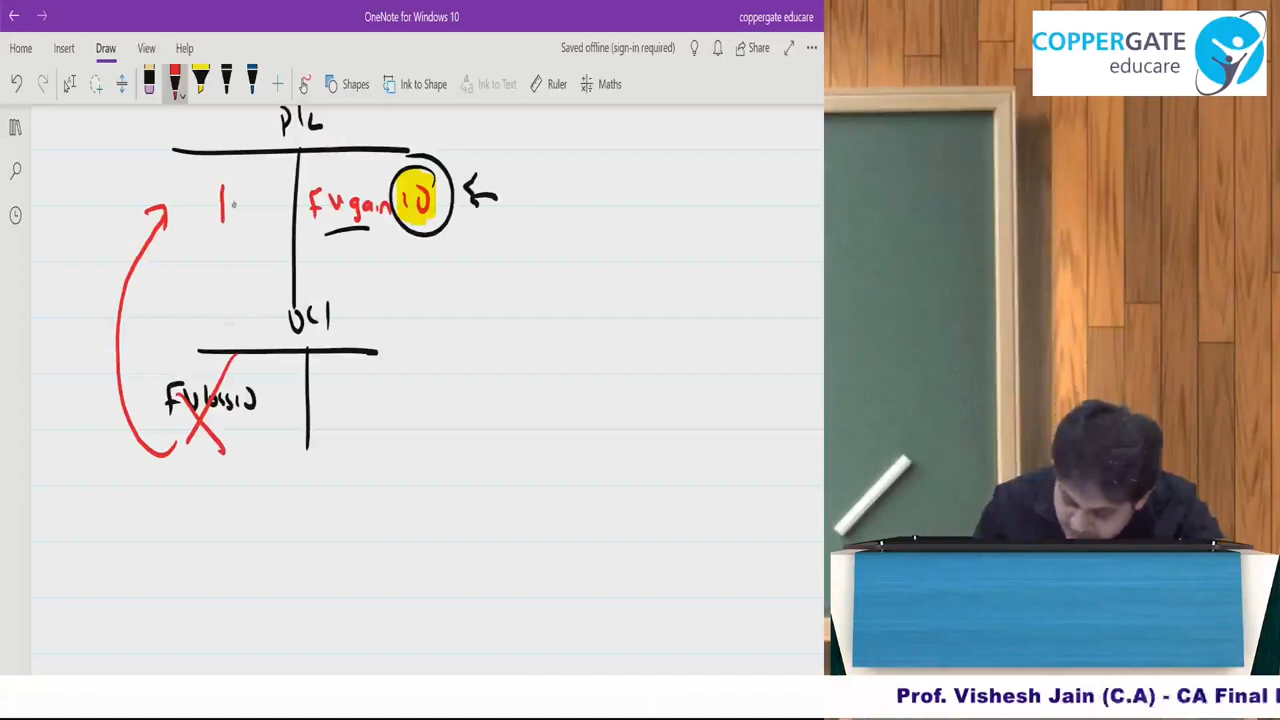 OneNote for Windows 10
coppergate educare
Home Insert Draw View Help
Saved offline (sign-in required) Share
Shapes Ink to Shape Ink to Text Ruler Maths
COPPERGATE
educare
P/L
FV gain 10
OCI
FV loss 10
Prof. Vishesh Jain (C.A) - CA Final